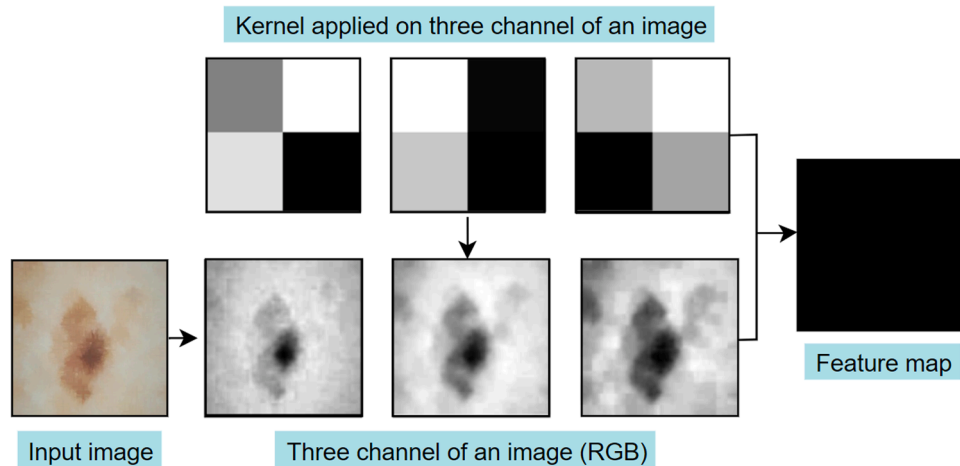 Kernel applied on three channel of an image
Feature map
Input image
Three channel of an image (RGB)